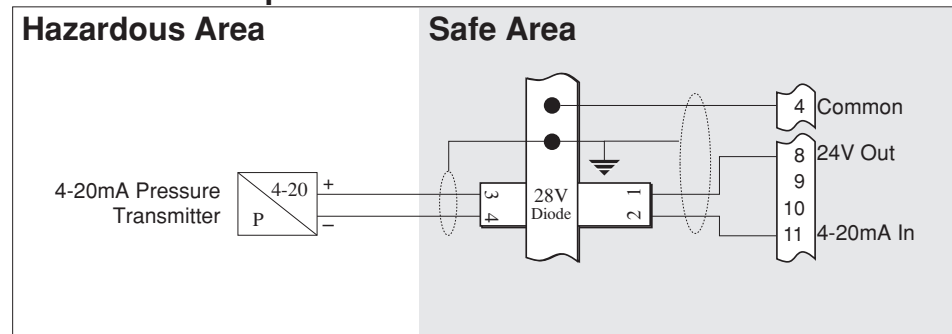 Hazardous Area
Safe Area
4 Common
8 24V Out
9
10
11 4-20mA In
4-20mA Pressure
Transmitter
4-20
P
+
–
3
4
28V
Diode
1
2